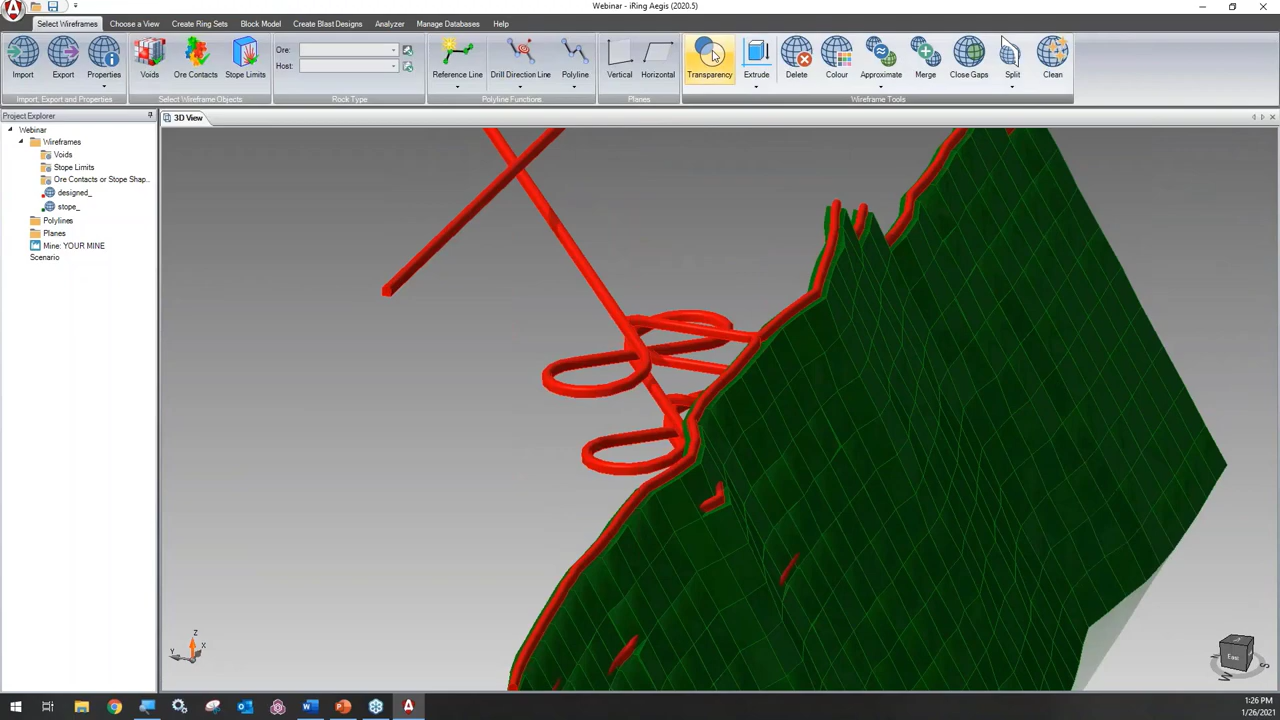 Webinar - iRing Aegis (2020.5)
Select Wireframes Choose a View Create Ring Sets Block Model Create Blast Designs Analyzer Manage Databases Help
Import Export Properties Voids Ore Contacts Stope Limits Ore: Host: Reference Line Drill Direction Line Polyline Vertical Horizontal Transparency Extrude Delete Colour Approximate Merge Close Gaps Split Clean
Import, Export and Properties Select Wireframe Objects Rock Type Polyline Functions Planes Wireframe Tools
Project Explorer
3D View
Webinar
Wireframes
Voids
Stope Limits
Ore Contacts or Stope Shap...
designed_
stope_
Polylines
Planes
Mine: YOUR MINE
Scenario
Z
X
Y
1:26 PM
1/26/2021